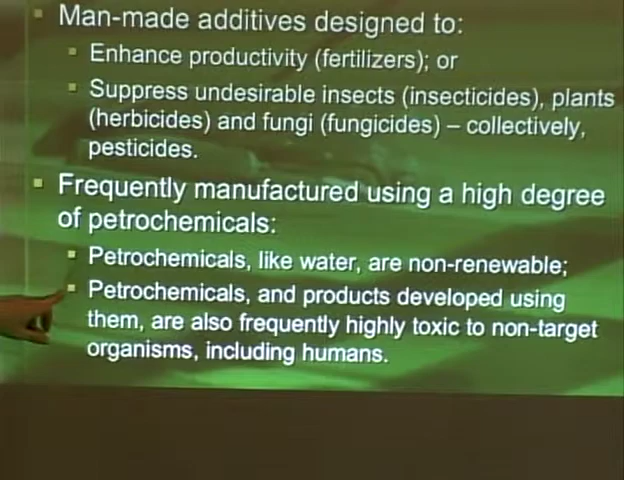 Man-made additives designed to:
Enhance productivity (fertilizers); or
Suppress undesirable insects (insecticides), plants
(herbicides) and fungi (fungicides) – collectively,
pesticides.
Frequently manufactured using a high degree
of petrochemicals:
Petrochemicals, like water, are non-renewable;
Petrochemicals, and products developed using
them, are also frequently highly toxic to non-target
organisms, including humans.